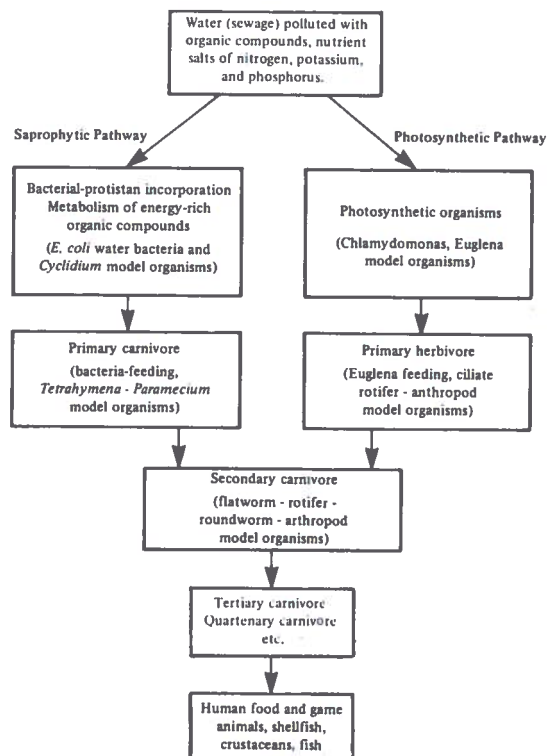 Water (sewage) polluted with
organic compounds, nutrient
salts of nitrogen, potassium,
and phosphorus.
Saprophytic Pathway
Photosynthetic Pathway
Bacterial-protistan incorporation
Metabolism of energy-rich
organic compounds
(E. coli water bacteria and
Cyclidium model organisms)
Photosynthetic organisms
(Chlamydomonas, Euglena
model organisms)
Primary carnivore
(bacteria-feeding,
Tetrahymena - Paramecium
model organisms)
Primary herbivore
(Euglena feeding, ciliate
rotifer - anthropod
model organisms)
Secondary carnivore
(flatworm - rotifer -
roundworm - arthropod
model organisms)
Tertiary carnivore
Quartenary carnivore
etc.
Human food and game
animals, shellfish,
crustaceans, fish